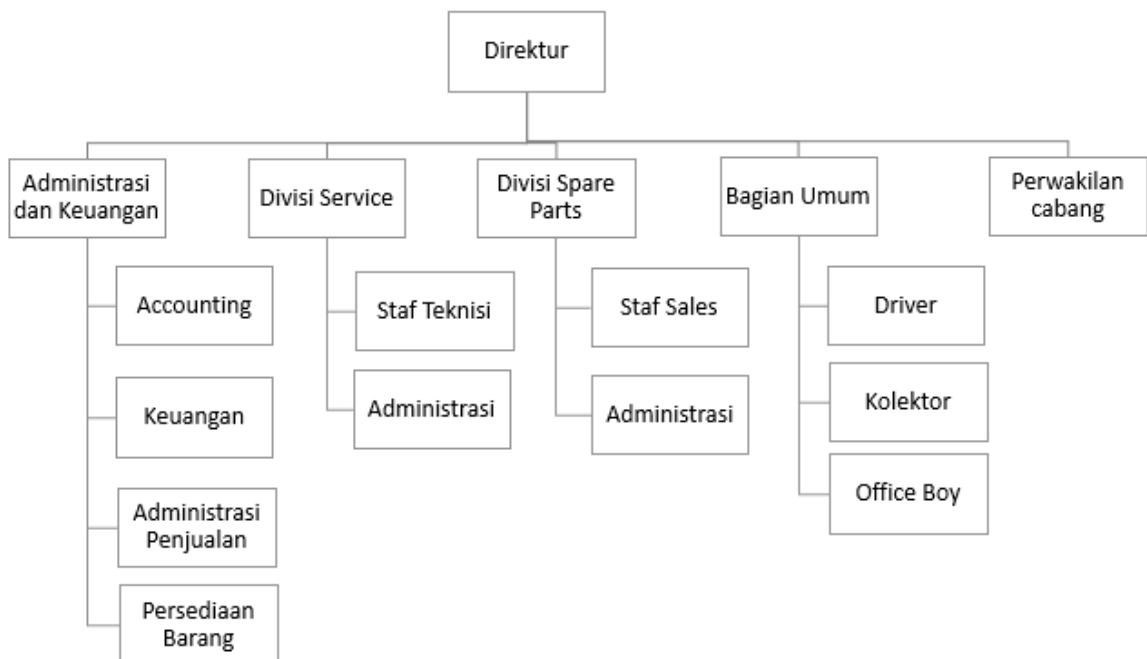 Direktur
Administrasi
dan Keuangan
Divisi Service
Divisi Spare
Parts
Bagian Umum
Perwakilan
cabang
Accounting
Keuangan
Administrasi
Penjualan
Persediaan
Barang
Staf Teknisi
Administrasi
Staf Sales
Administrasi
Driver
Kolektor
Office Boy